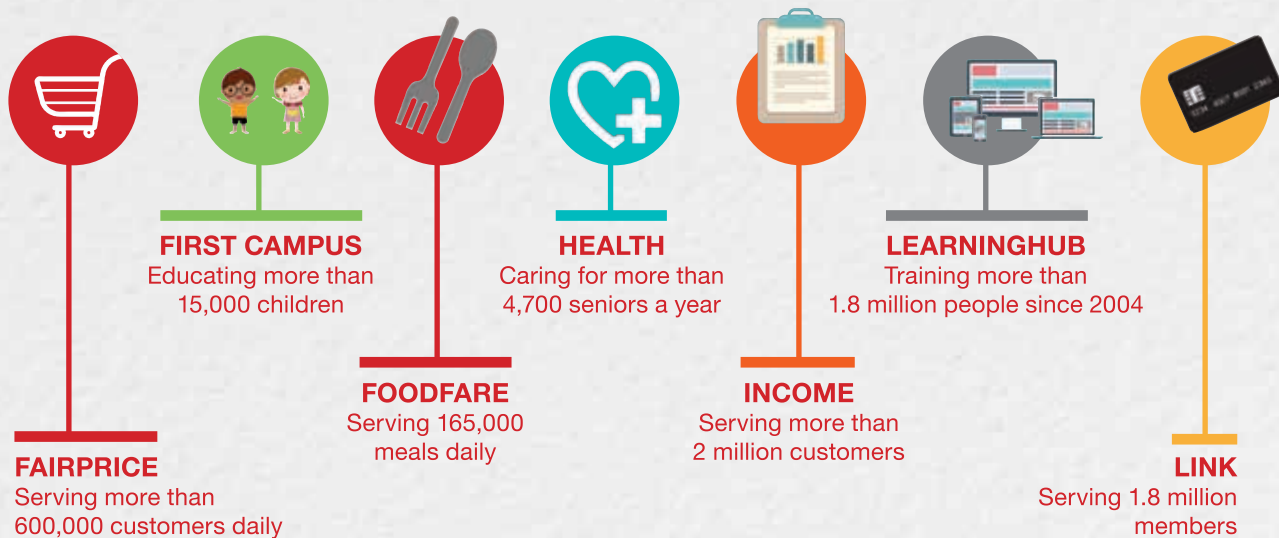 FIRST CAMPUS
Educating more than
15,000 children
HEALTH
Caring for more than
4,700 seniors a year
LEARNINGHUB
Training more than
1.8 million people since 2004
FOODFARE
Serving 165,000
meals daily
INCOME
Serving more than
2 million customers
FAIRPRICE
Serving more than
600,000 customers daily
LINK
Serving 1.8 million
members